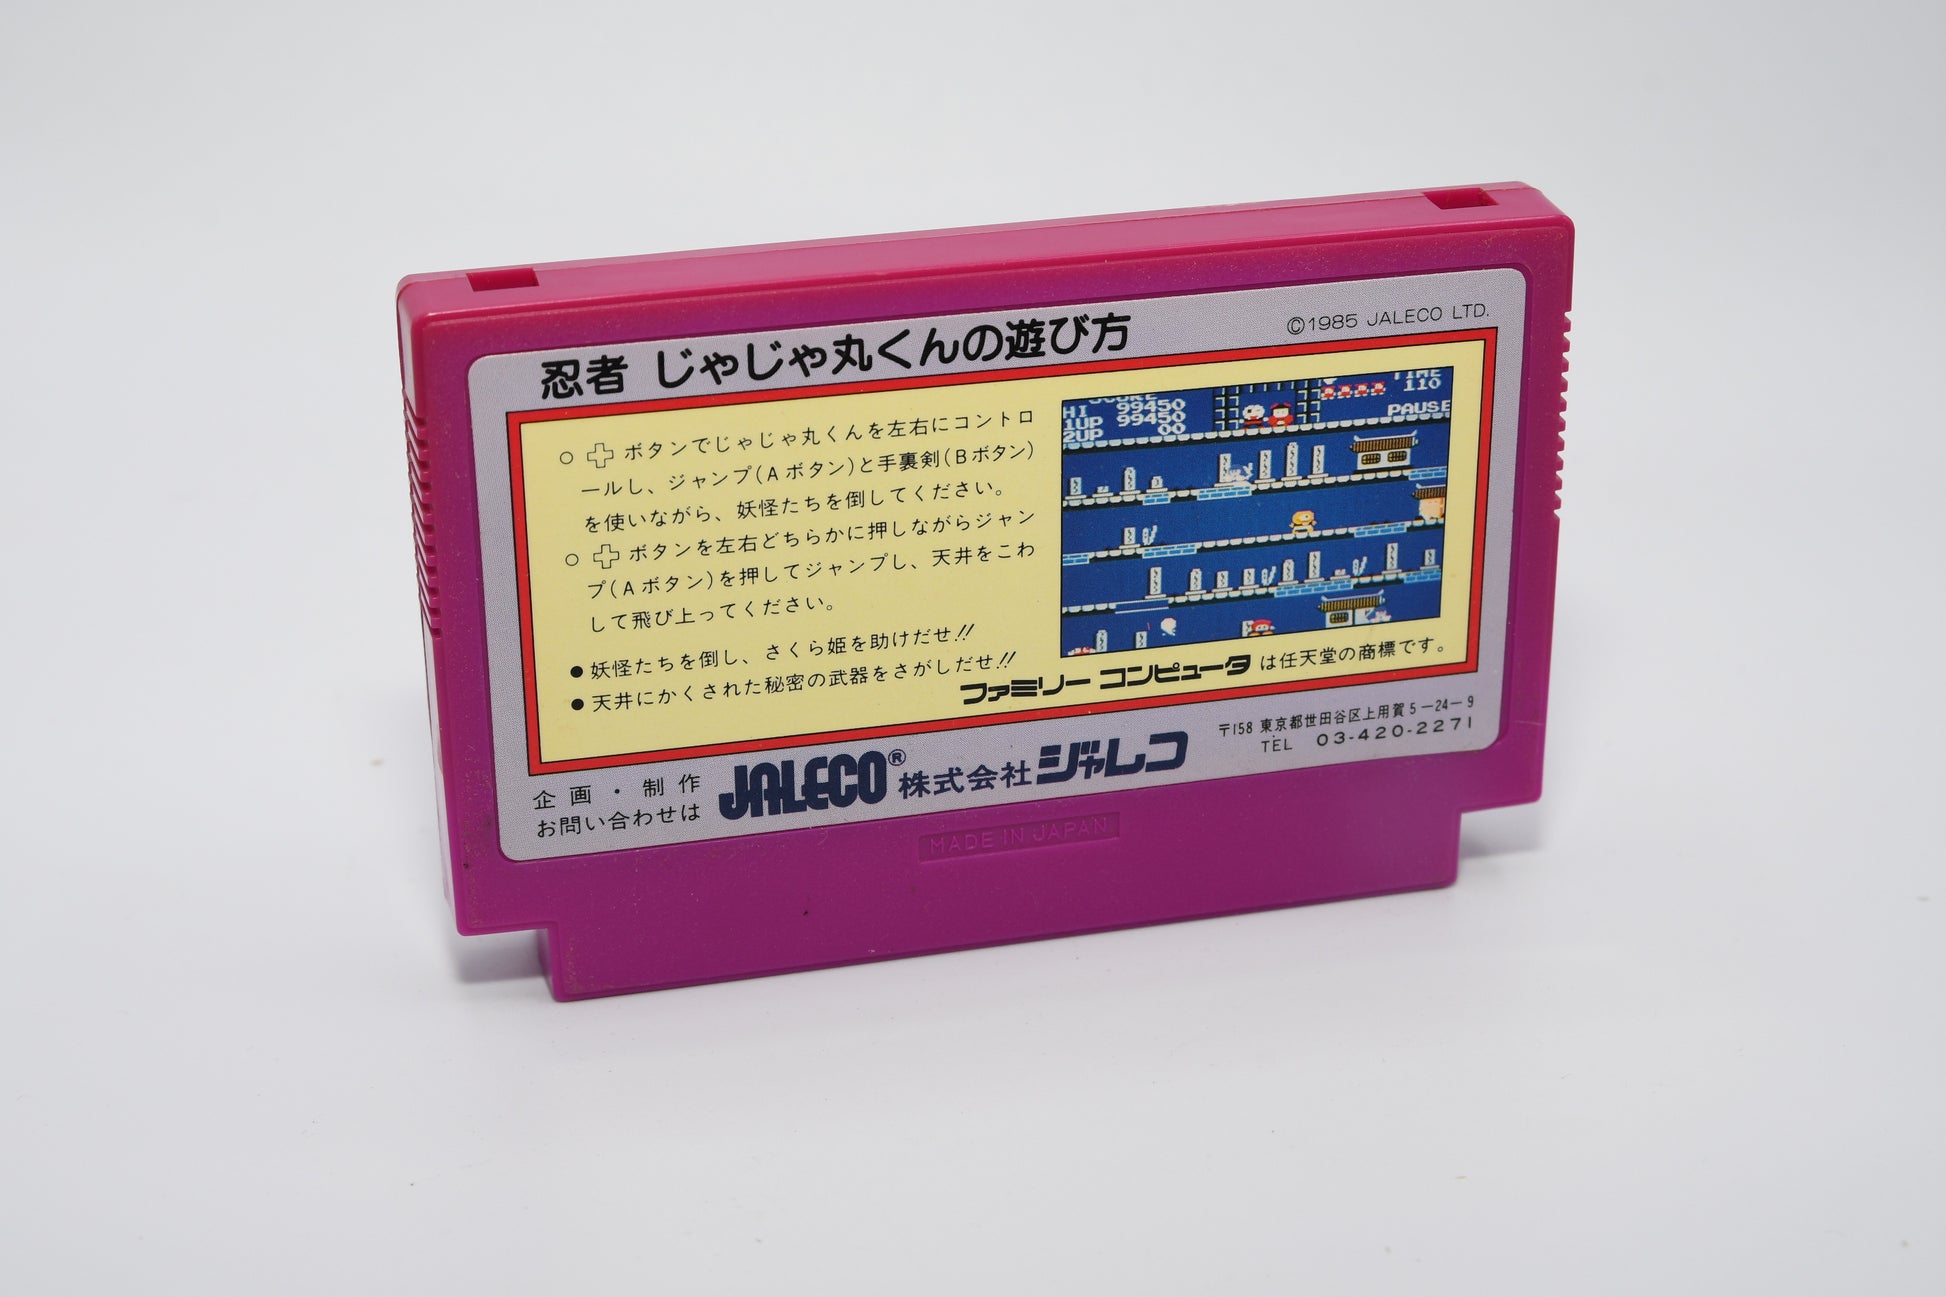 忍者 じゃじゃ丸くんの遊び方
©1985 JALECO LTD.
○ ボタンでじゃじゃ丸くんを左右にコントロ
ールし、ジャンプ(Aボタン)と手裏剣(Bボタン)
を使いながら、妖怪たちを倒してください。
○ ボタンを左右どちらかに押しながらジャン
プ(Aボタン)を押してジャンプし、天井をこわ
して飛び上ってください。
●妖怪たちを倒し、さくら姫を助けだせ!!
●天井にかくされた秘密の武器をさがしだせ!!
SCORE
HI 99450
1UP 99450
2UP 00
TIME
110
PAUSE
ファミリー コンピュータ は任天堂の商標です。
企画・制作
お問い合わせは
JALECO® 株式会社ジャレコ
〒158 東京都世田谷区上用賀5-24-9
TEL 03-420-2271
MADE IN JAPAN